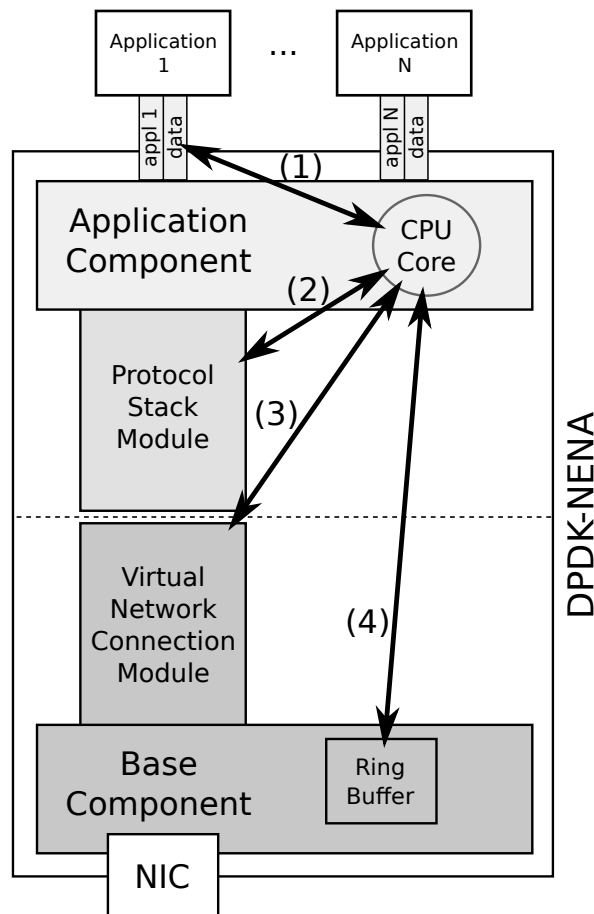 Application
1
...
Application
N
appl 1
data
appl N
data
(1)
Application
Component
CPU
Core
(2)
Protocol
Stack
Module
(3)
DPDK-NENA
Virtual
Network
Connection
Module
(4)
Base
Component
Ring
Buffer
NIC